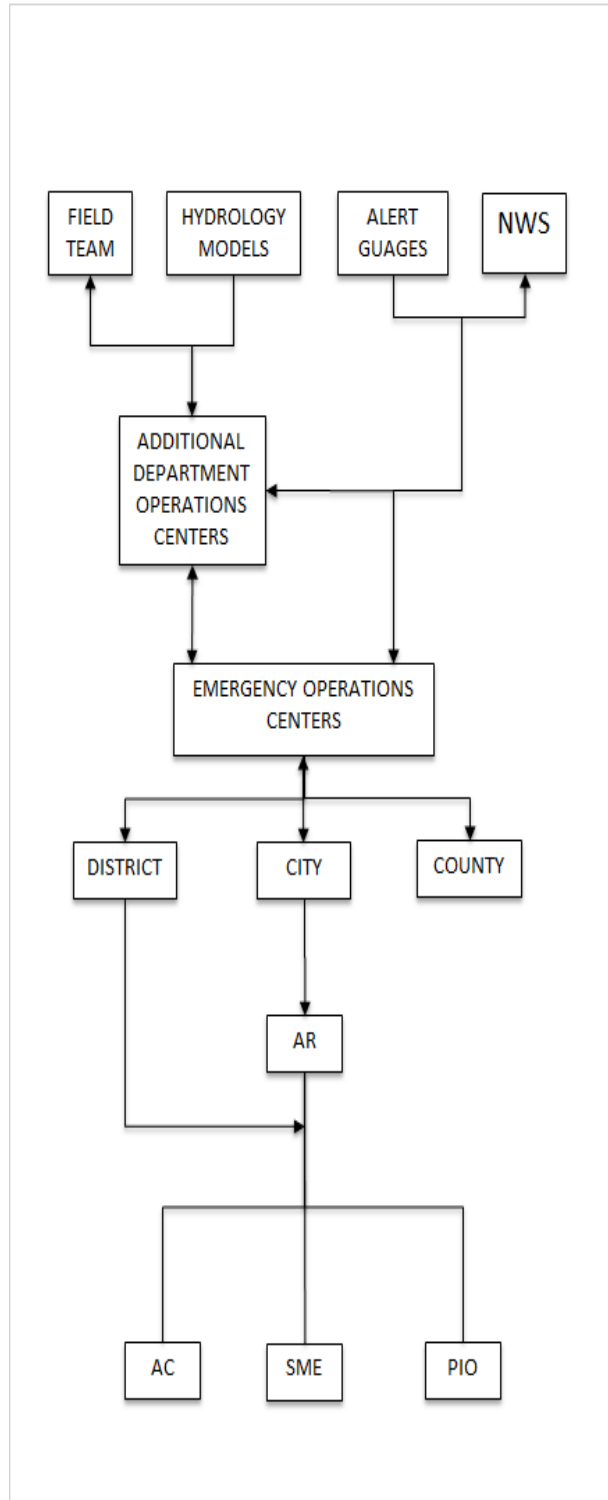 FIELD
TEAM
HYDROLOGY
MODELS
ALERT
GUAGES
NWS
ADDITIONAL
DEPARTMENT
OPERATIONS
CENTERS
EMERGENCY OPERATIONS
CENTERS
DISTRICT
CITY
COUNTY
AR
AC
SME
PIO